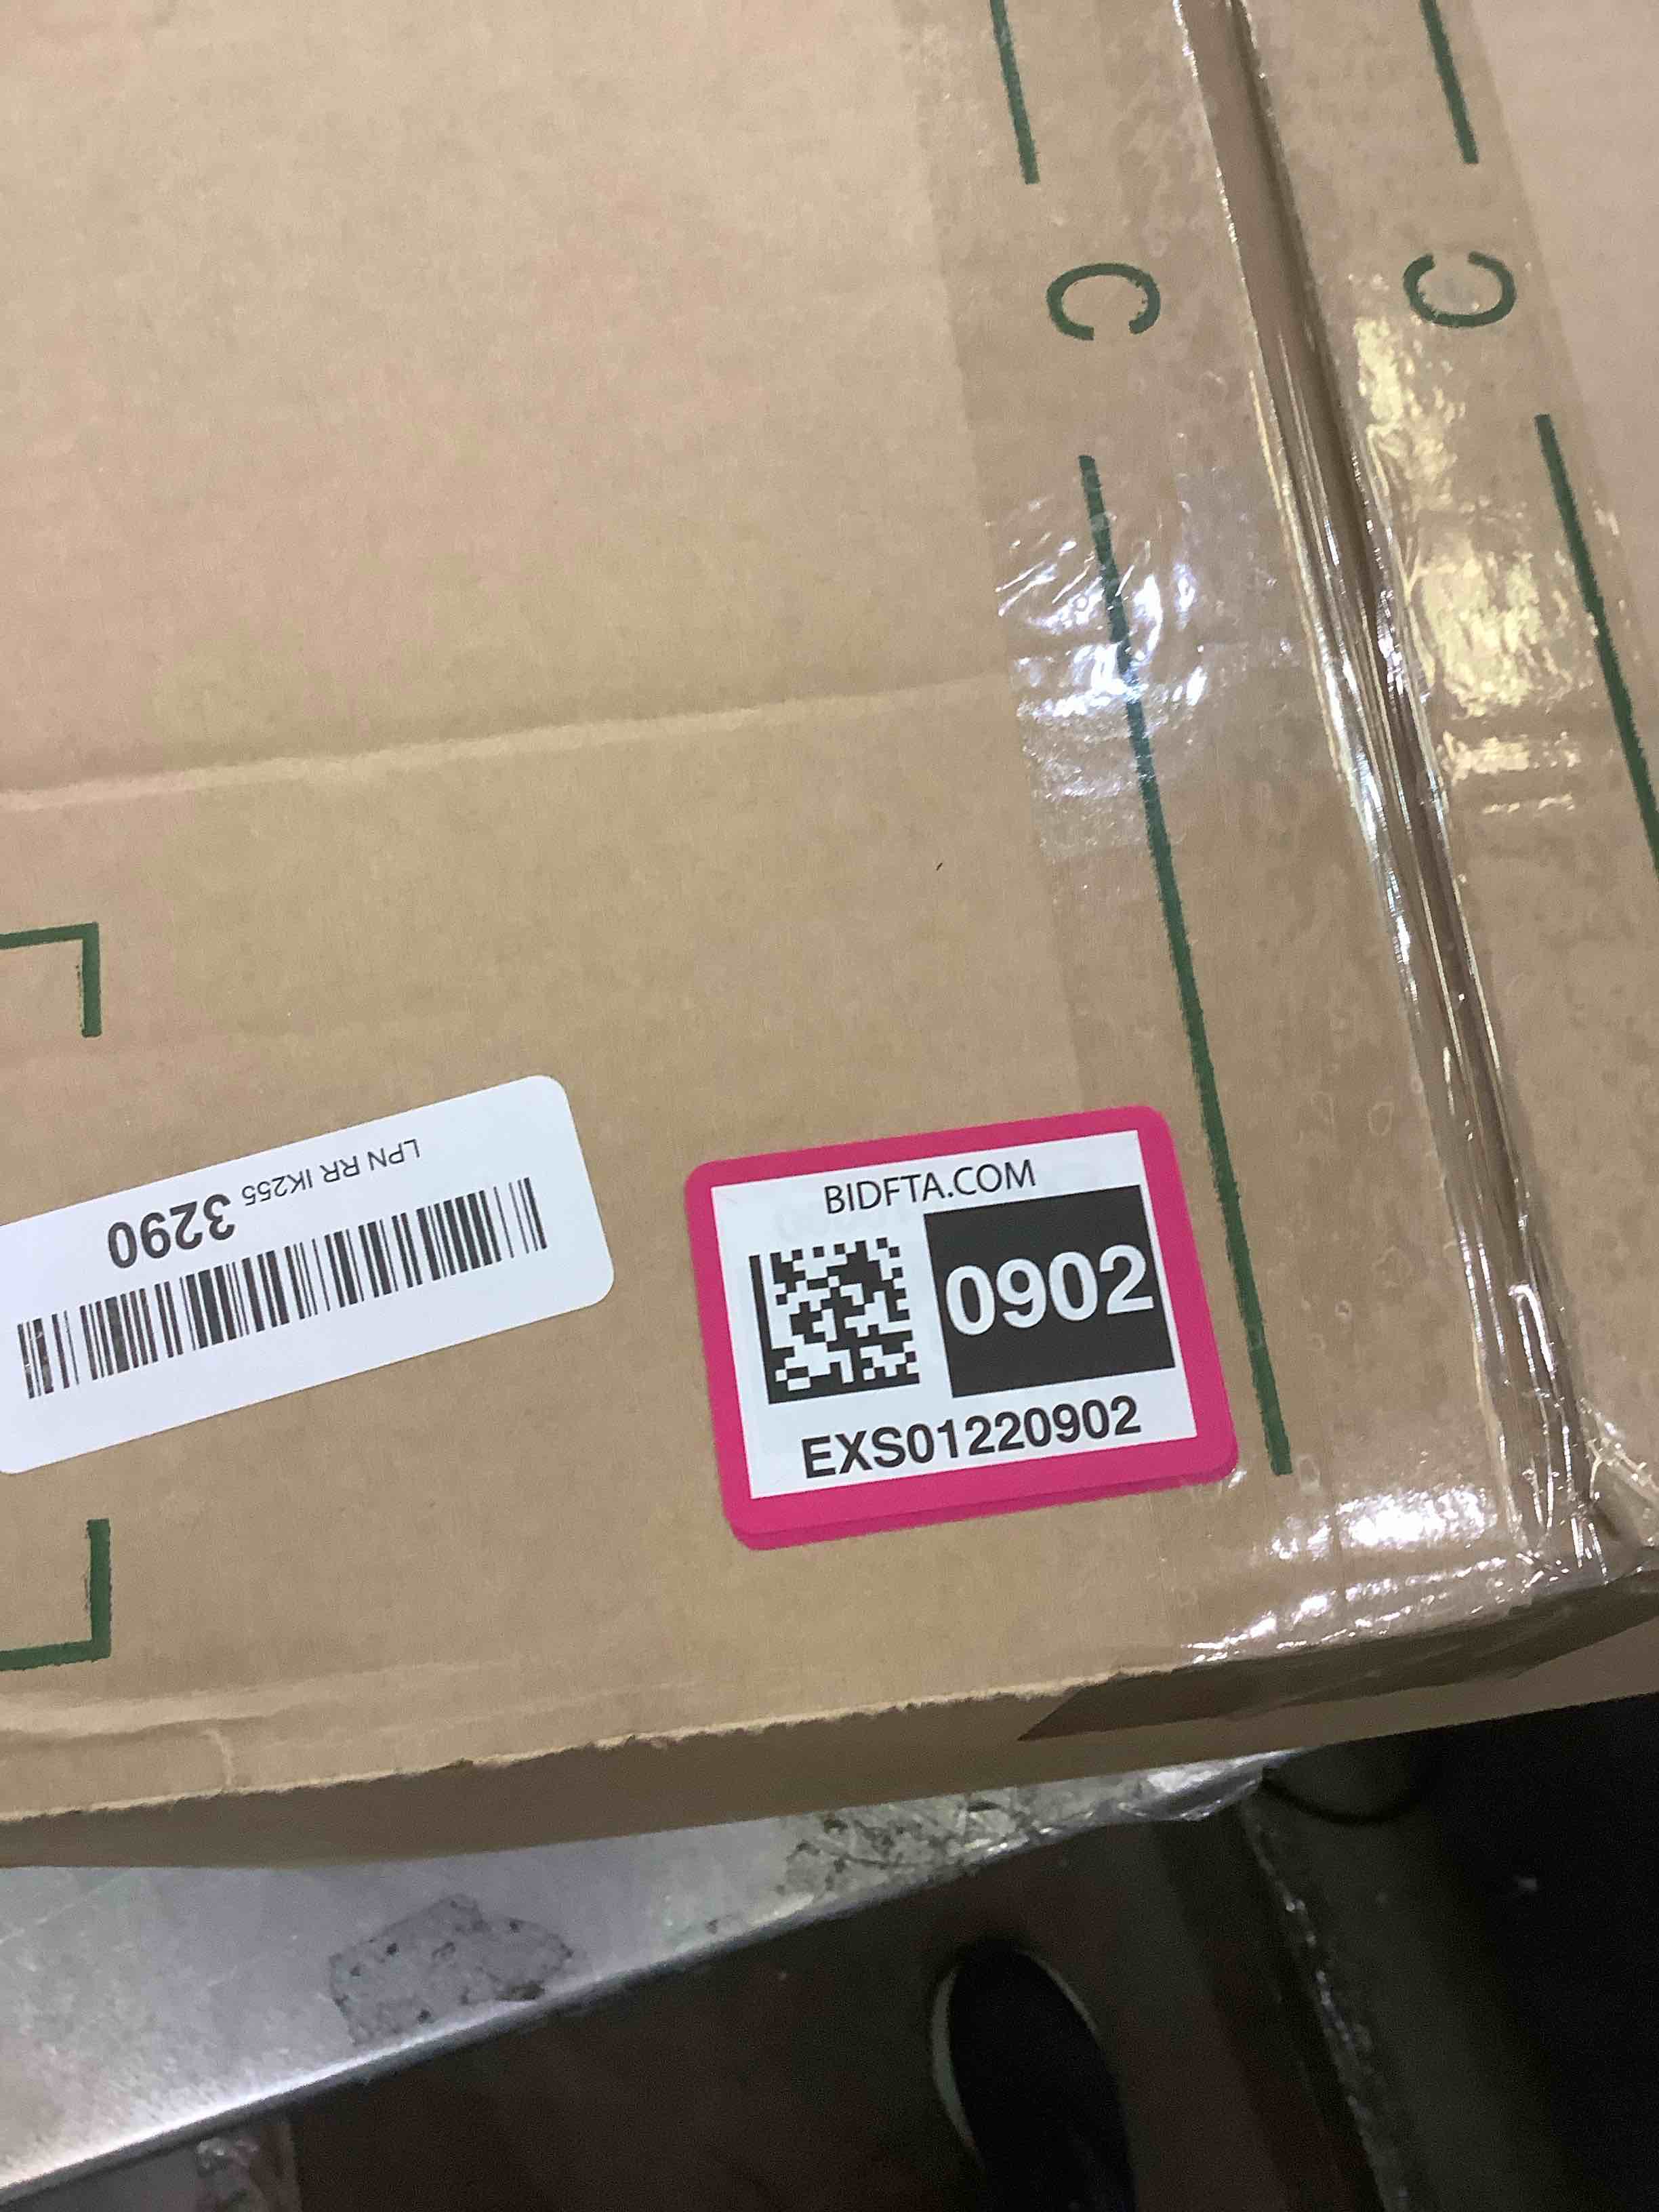 C
C
LPN RR IK255 3290
BIDFTA.COM
0902
EXS01220902